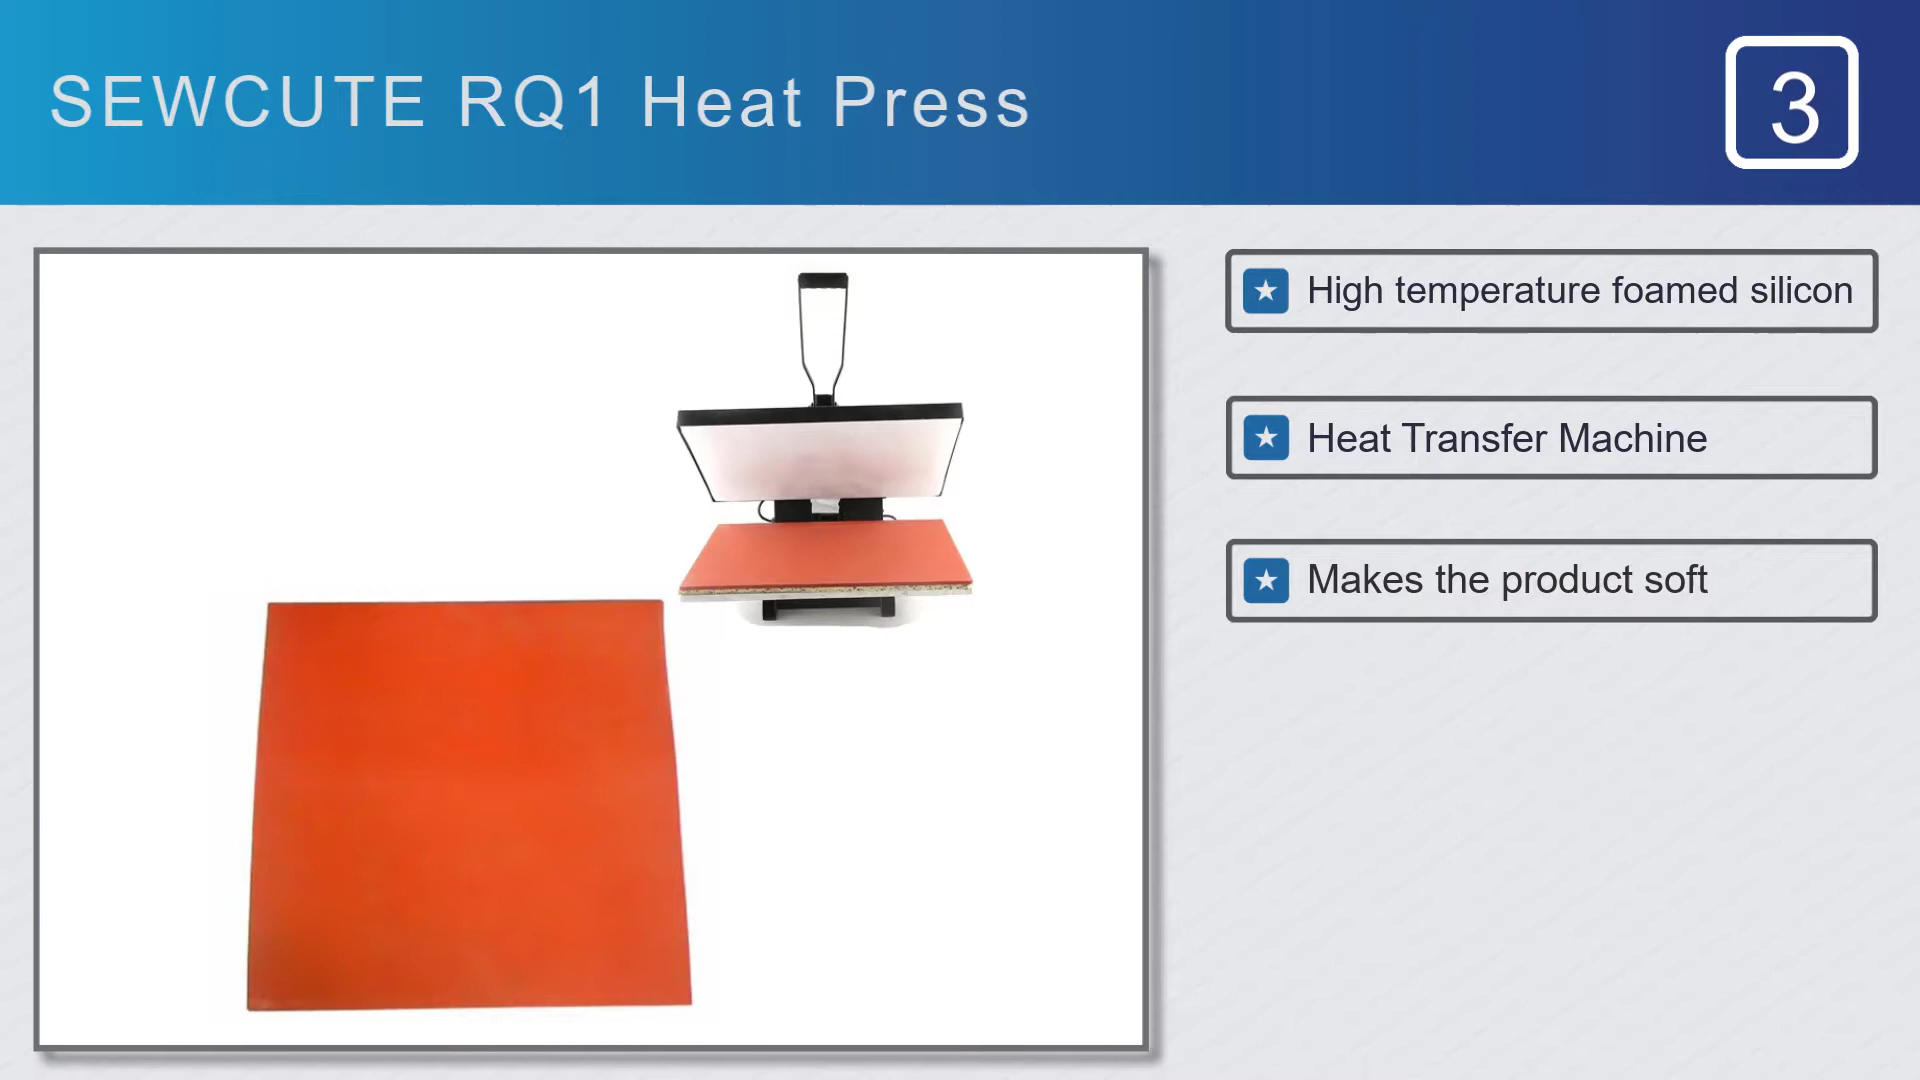 SEWCUTE RQ1 Heat Press
3
High temperature foamed silicon
Heat Transfer Machine
Makes the product soft